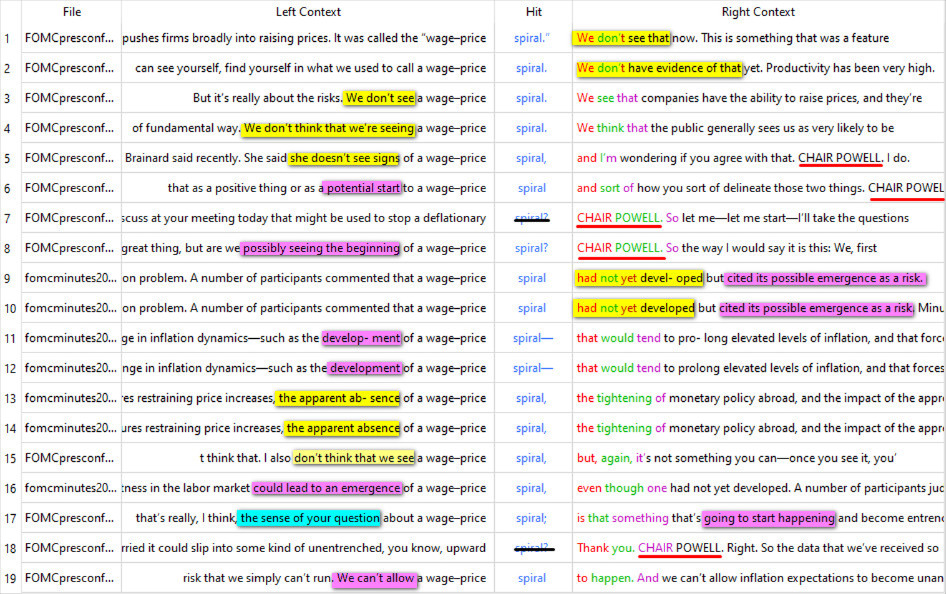 File Left Context Hit Right Context
1 FOMCpresconf... pushes firms broadly into raising prices. It was called the "wage–price spiral." We don't see that now. This is something that was a feature
2 FOMCpresconf... can see yourself, find yourself in what we used to call a wage–price spiral. We don't have evidence of that yet. Productivity has been very high.
3 FOMCpresconf... But it's really about the risks. We don't see a wage–price spiral. We see that companies have the ability to raise prices, and they're
4 FOMCpresconf... of fundamental way. We don't think that we're seeing a wage–price spiral. We think that the public generally sees us as very likely to be
5 FOMCpresconf... Brainard said recently. She said she doesn't see signs of a wage–price spiral, and I'm wondering if you agree with that. CHAIR POWELL. I do.
6 FOMCpresconf... that as a positive thing or as a potential start to a wage–price spiral and sort of how you sort of delineate those two things. CHAIR POWEL
7 FOMCpresconf... scuss at your meeting today that might be used to stop a deflationary spiral? CHAIR POWELL. So let me—let me start—I'll take the questions
8 FOMCpresconf... great thing, but are we possibly seeing the beginning of a wage–price spiral? CHAIR POWELL. So the way I would say it is this: We, first
9 fomcminutes20... on problem. A number of participants commented that a wage–price spiral had not yet devel- oped but cited its possible emergence as a risk.
10 fomcminutes20... on problem. A number of participants commented that a wage–price spiral had not yet developed but cited its possible emergence as a risk. Minu
11 fomcminutes20... ge in inflation dynamics—such as the develop- ment of a wage–price spiral— that would tend to pro- long elevated levels of inflation, and that forc
12 fomcminutes20... nge in inflation dynamics—such as the development of a wage–price spiral— that would tend to prolong elevated levels of inflation, and that forces
13 fomcminutes20... es restraining price increases, the apparent ab- sence of a wage–price spiral, the tightening of monetary policy abroad, and the impact of the appr
14 fomcminutes20... ures restraining price increases, the apparent absence of a wage–price spiral, the tightening of monetary policy abroad, and the impact of the appr
15 FOMCpresconf... t think that. I also don't think that we see a wage–price spiral, but, again, it's not something you can—once you see it, you'
16 fomcminutes20... tness in the labor market could lead to an emergence of a wage–price spiral, even though one had not yet developed. A number of participants jud
17 FOMCpresconf... that's really, I think, the sense of your question about a wage–price spiral; is that something that's going to start happening and become entren
18 FOMCpresconf... rried it could slip into some kind of unentrenched, you know, upward spiral? Thank you. CHAIR POWELL. Right. So the data that we've received so
19 FOMCpresconf... risk that we simply can't run. We can't allow a wage–price spiral to happen. And we can't allow inflation expectations to become unan